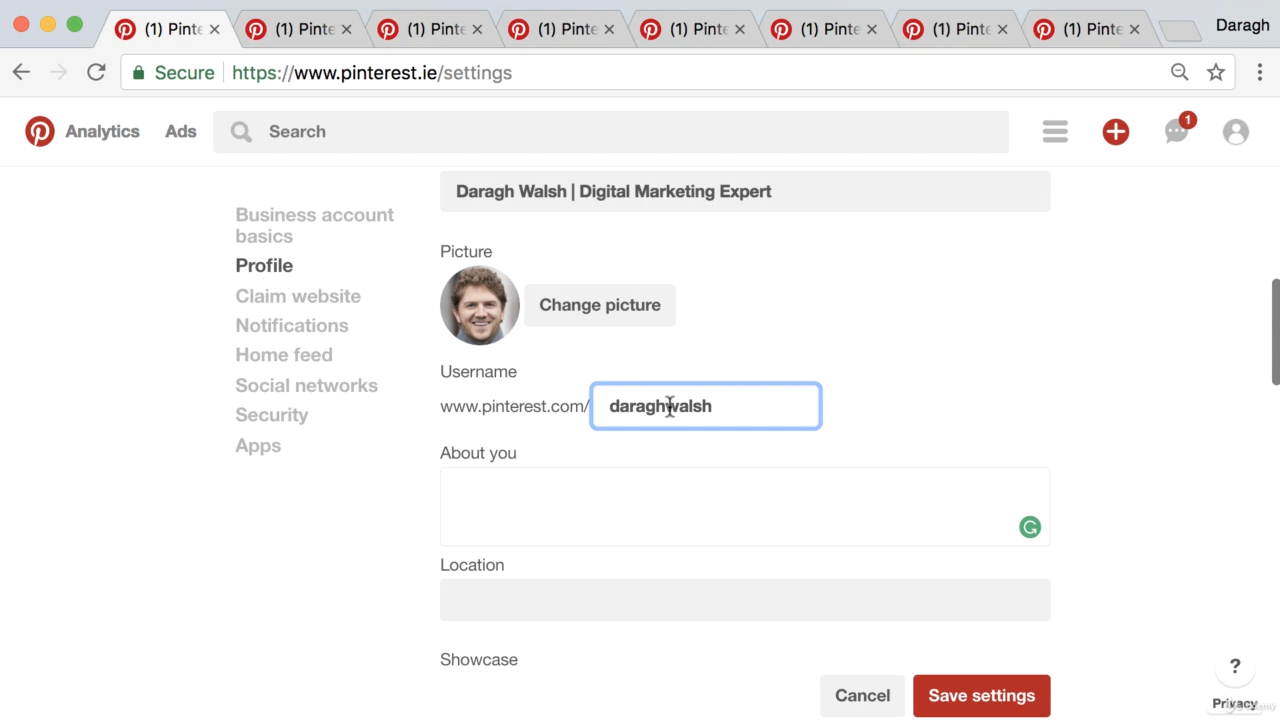 (1) Pinte (1) Pinte (1) Pinte (1) Pinte (1) Pinte (1) Pinte (1) Pinte (1) Pinte Daragh
Secure https://www.pinterest.ie/settings
Analytics Ads Search 1
Daragh Walsh | Digital Marketing Expert
Business account
basics
Profile
Claim website
Notifications
Home feed
Social networks
Security
Apps
Picture
Change picture
Username
www.pinterest.com/ daraghwalsh
About you
Location
Showcase
Cancel Save settings
?
Privacy